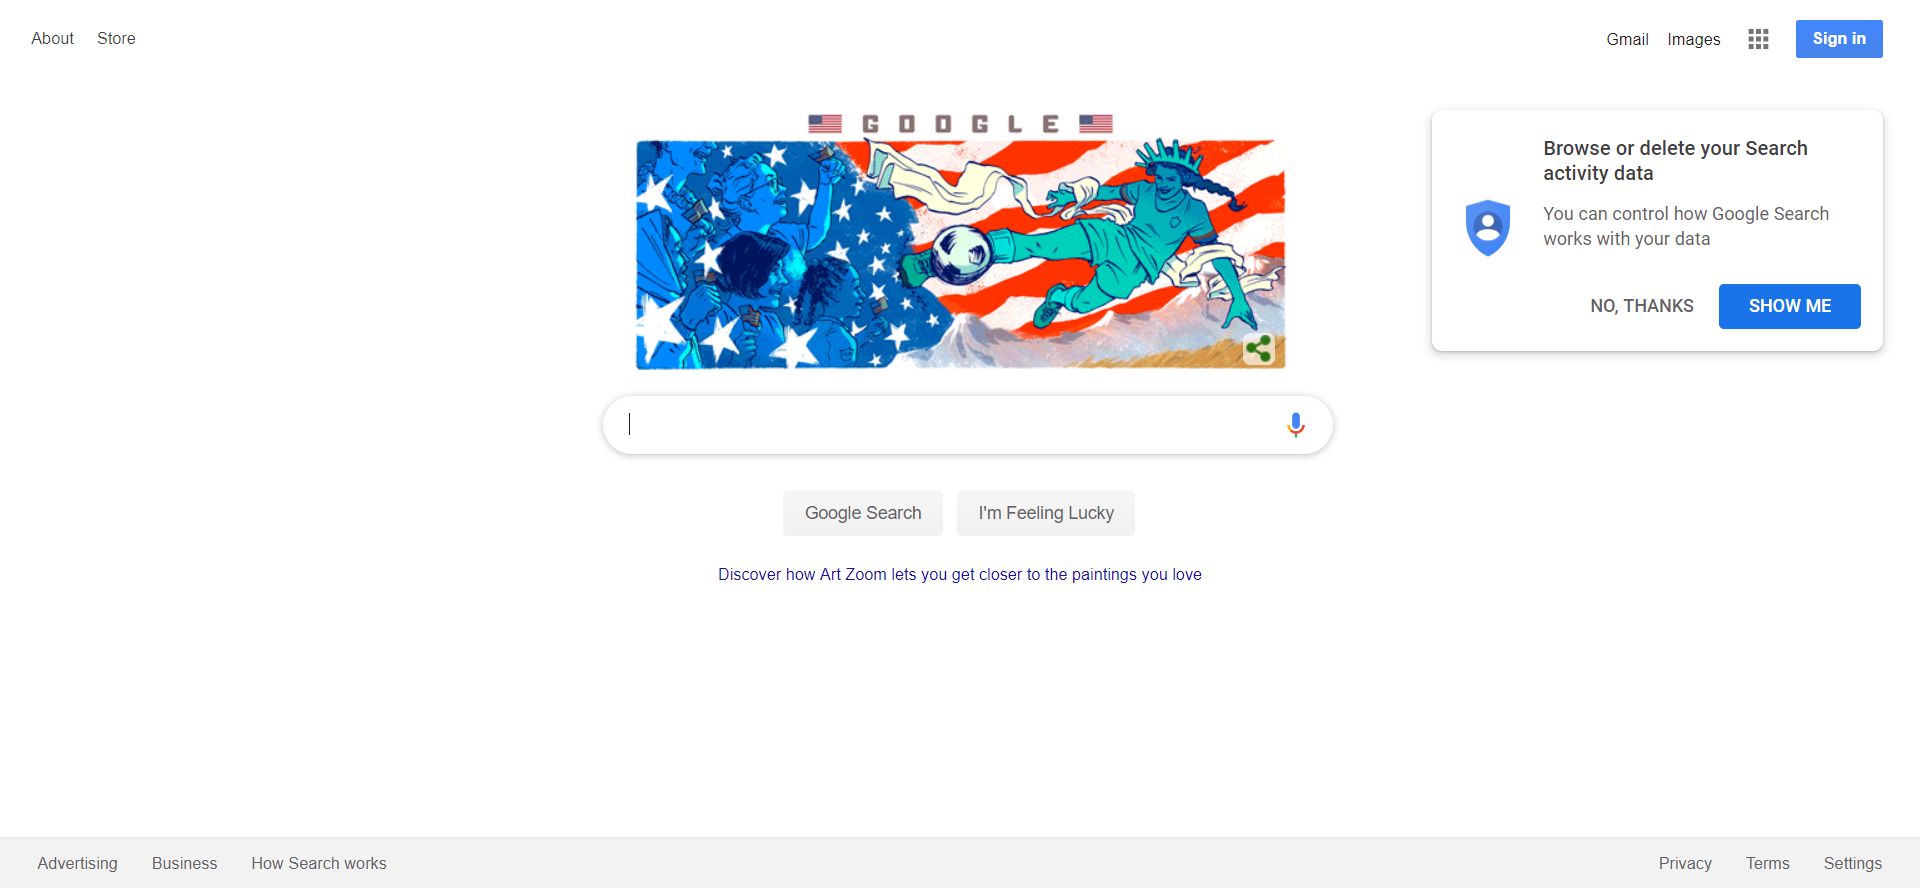 About Store
Gmail Images Sign in
GOOGLE
Browse or delete your Search
activity data
You can control how Google Search
works with your data
NO, THANKS SHOW ME
Google Search I'm Feeling Lucky
Discover how Art Zoom lets you get closer to the paintings you love
Advertising Business How Search works
Privacy Terms Settings